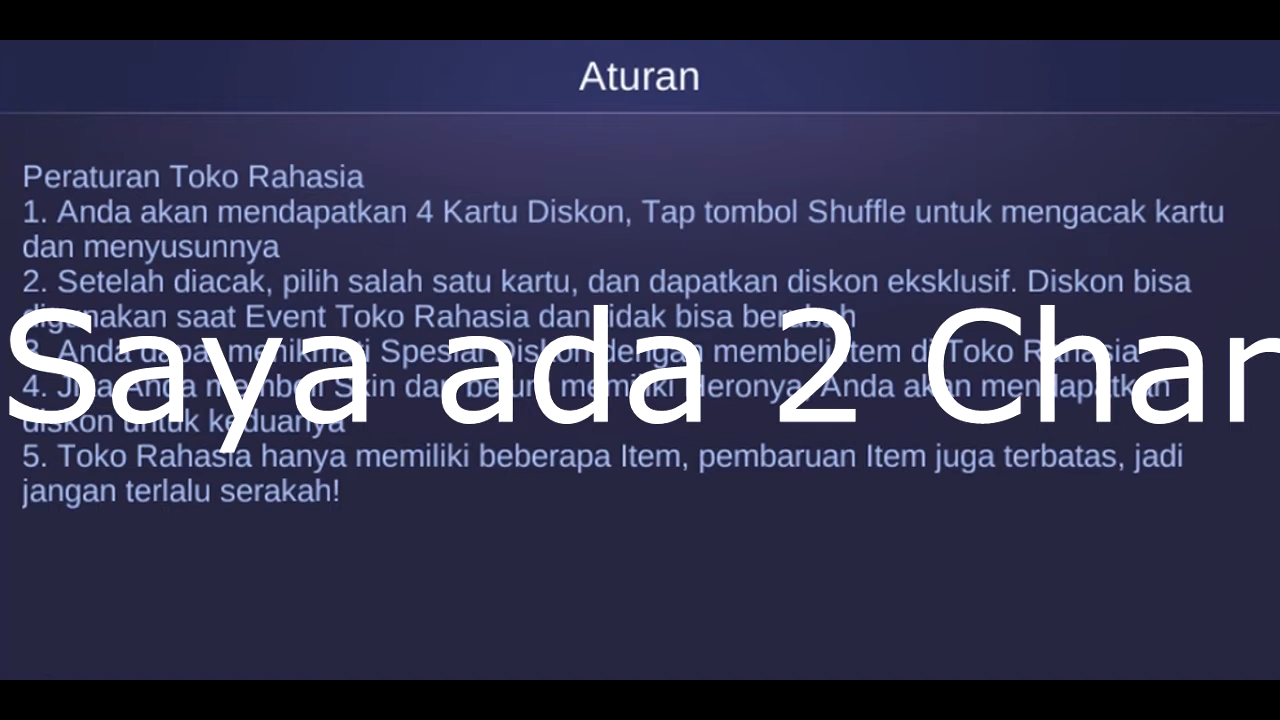 Aturan
Peraturan Toko Rahasia
1. Anda akan mendapatkan 4 Kartu Diskon, Tap tombol Shuffle untuk mengacak kartu
dan menyusunnya
2. Setelah diacak, pilih salah satu kartu, dan dapatkan diskon eksklusif. Diskon bisa
digunakan saat Event Toko Rahasia dan tidak bisa berubah
Saya ada 2 Chan
3. Anda dapat menikmati Spesial Diskon dengan membeli Item di Toko Rahasia
4. Jika Anda membeli Skin dan belum memiliki Heronya, Anda akan mendapatkan
diskon untuk keduanya
5. Toko Rahasia hanya memiliki beberapa Item, pembaruan Item juga terbatas, jadi
jangan terlalu serakah!